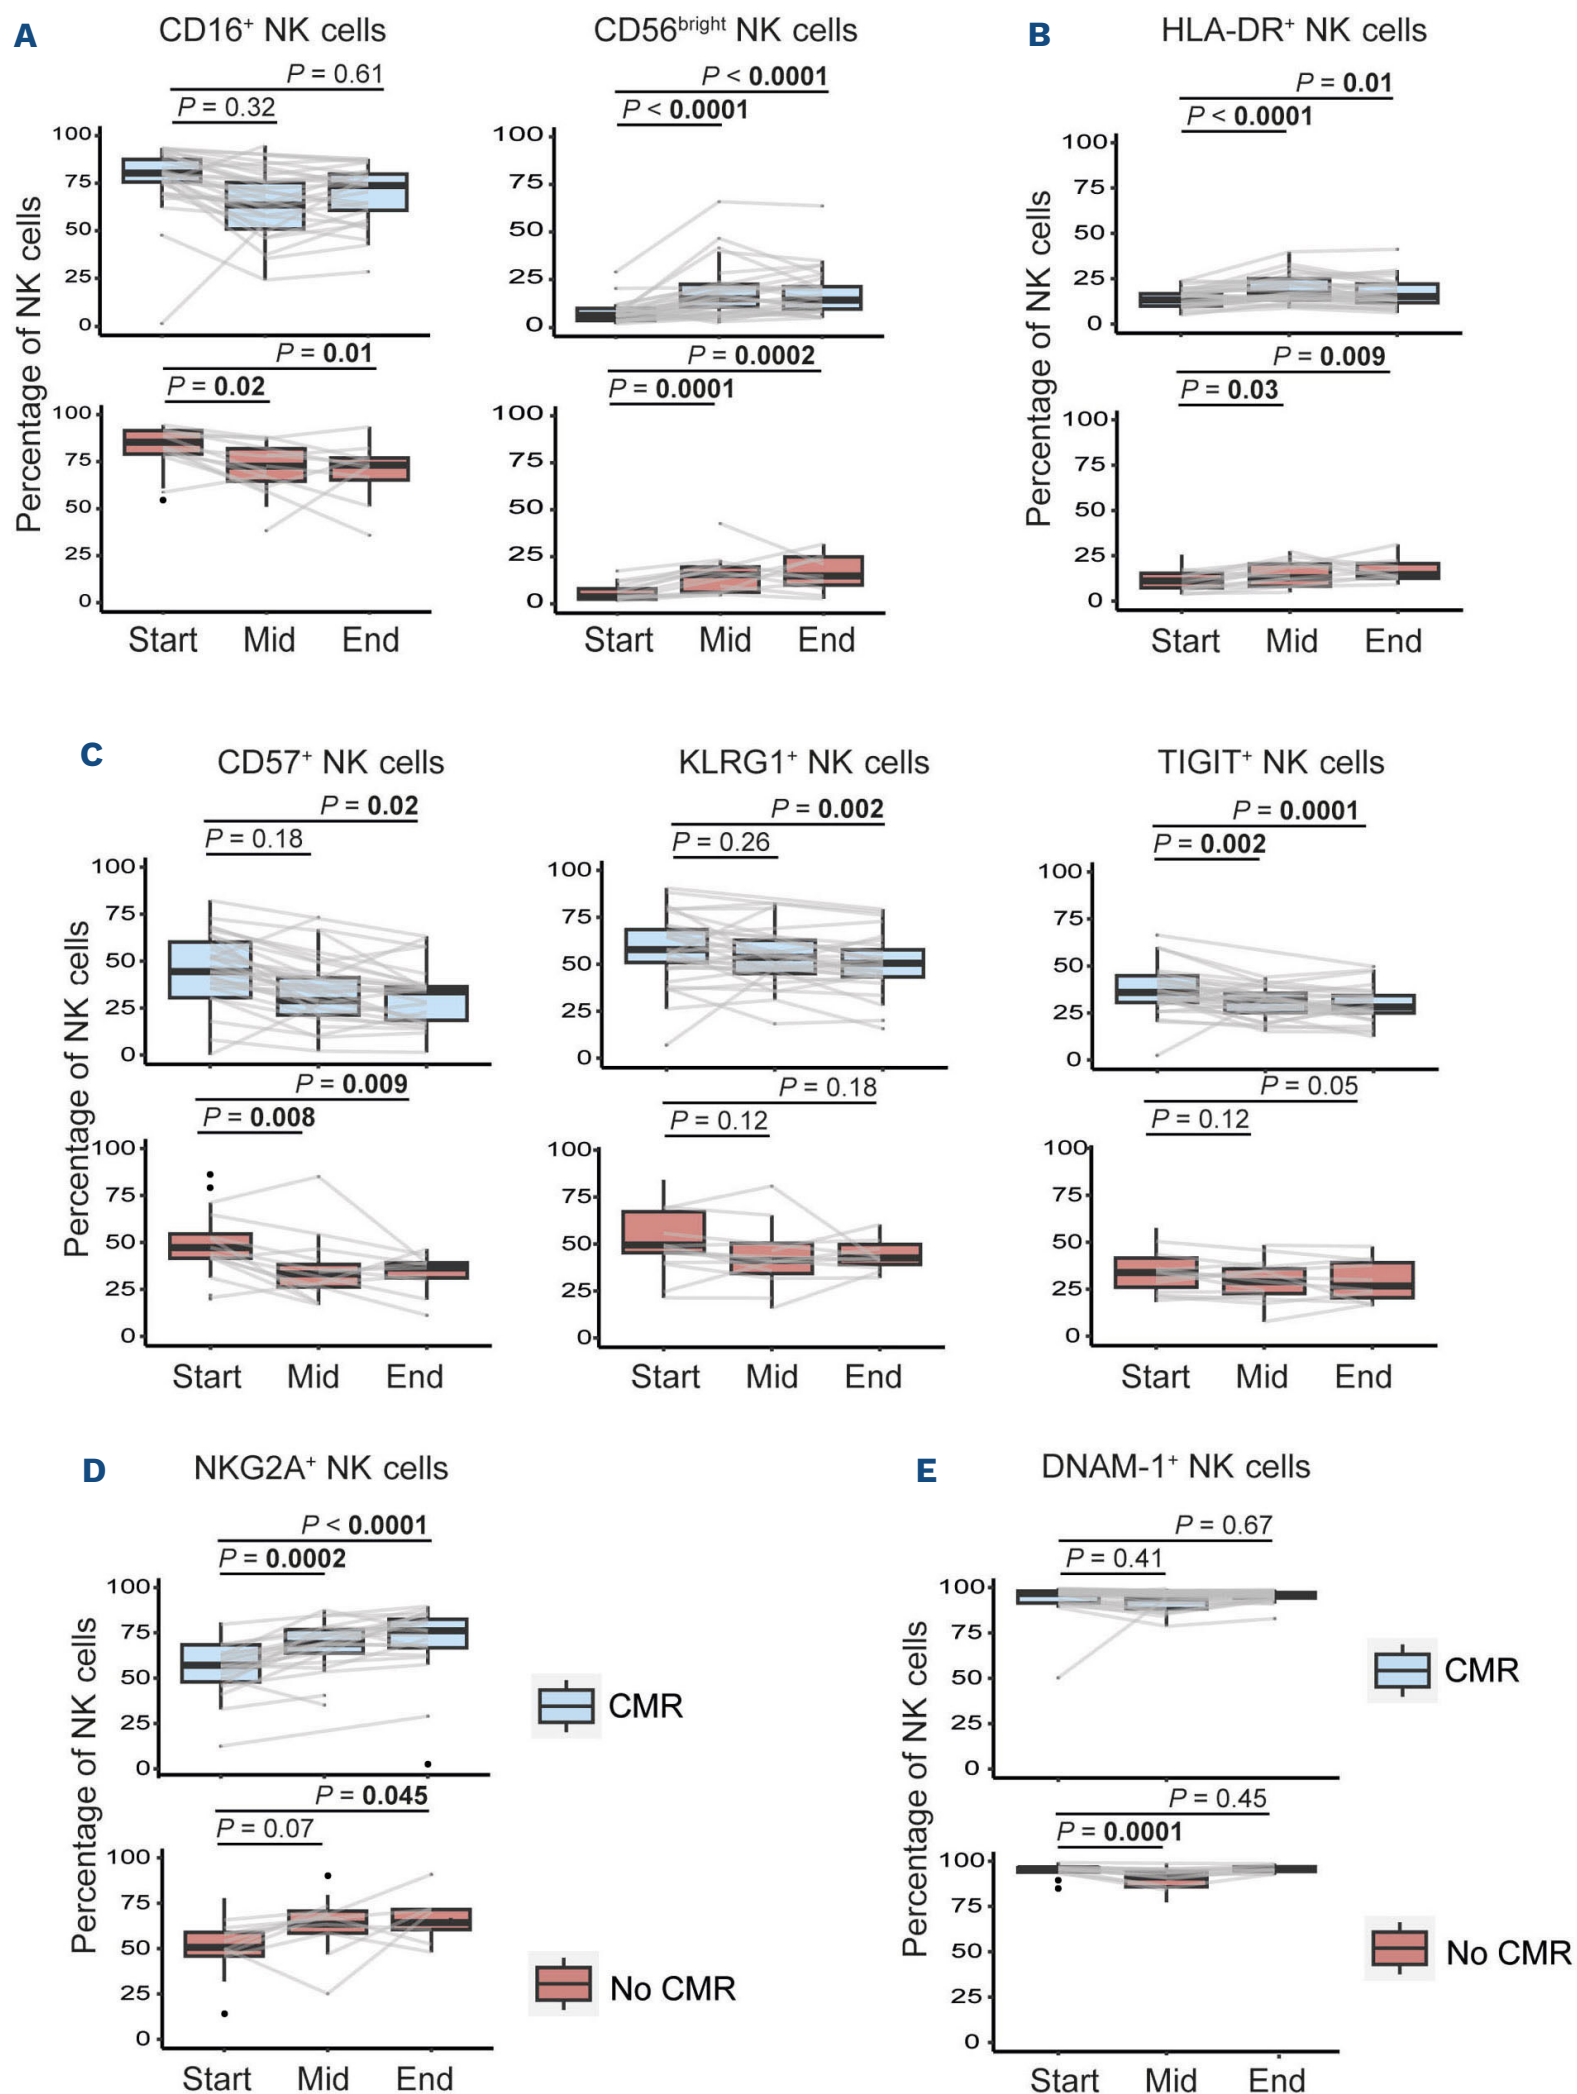 A
CD16+ NK cells
CD56bright NK cells
B
HLA-DR+ NK cells
P = 0.61
P = 0.32
P < 0.0001
P < 0.0001
P = 0.01
P < 0.0001
Percentage of NK cells
100
75
50
25
0
100
75
50
25
0
Percentage of NK cells
100
75
50
25
0
P = 0.01
P = 0.02
P = 0.0002
P = 0.0001
P = 0.009
P = 0.03
100
75
50
25
0
100
75
50
25
0
100
75
50
25
0
Start Mid End
Start Mid End
Start Mid End
C
CD57+ NK cells
KLRG1+ NK cells
TIGIT+ NK cells
P = 0.02
P = 0.18
P = 0.002
P = 0.26
P = 0.0001
P = 0.002
Percentage of NK cells
100
75
50
25
0
100
75
50
25
0
100
75
50
25
0
P = 0.009
P = 0.008
P = 0.18
P = 0.12
P = 0.05
P = 0.12
100
75
50
25
0
100
75
50
25
0
100
75
50
25
0
Start Mid End
Start Mid End
Start Mid End
D
NKG2A+ NK cells
E
DNAM-1+ NK cells
P < 0.0001
P = 0.0002
P = 0.67
P = 0.41
Percentage of NK cells
100
75
50
25
0
CMR
Percentage of NK cells
100
75
50
25
0
CMR
P = 0.045
P = 0.07
P = 0.45
P = 0.0001
100
75
50
25
0
No CMR
100
75
50
25
0
No CMR
Start Mid End
Start Mid End